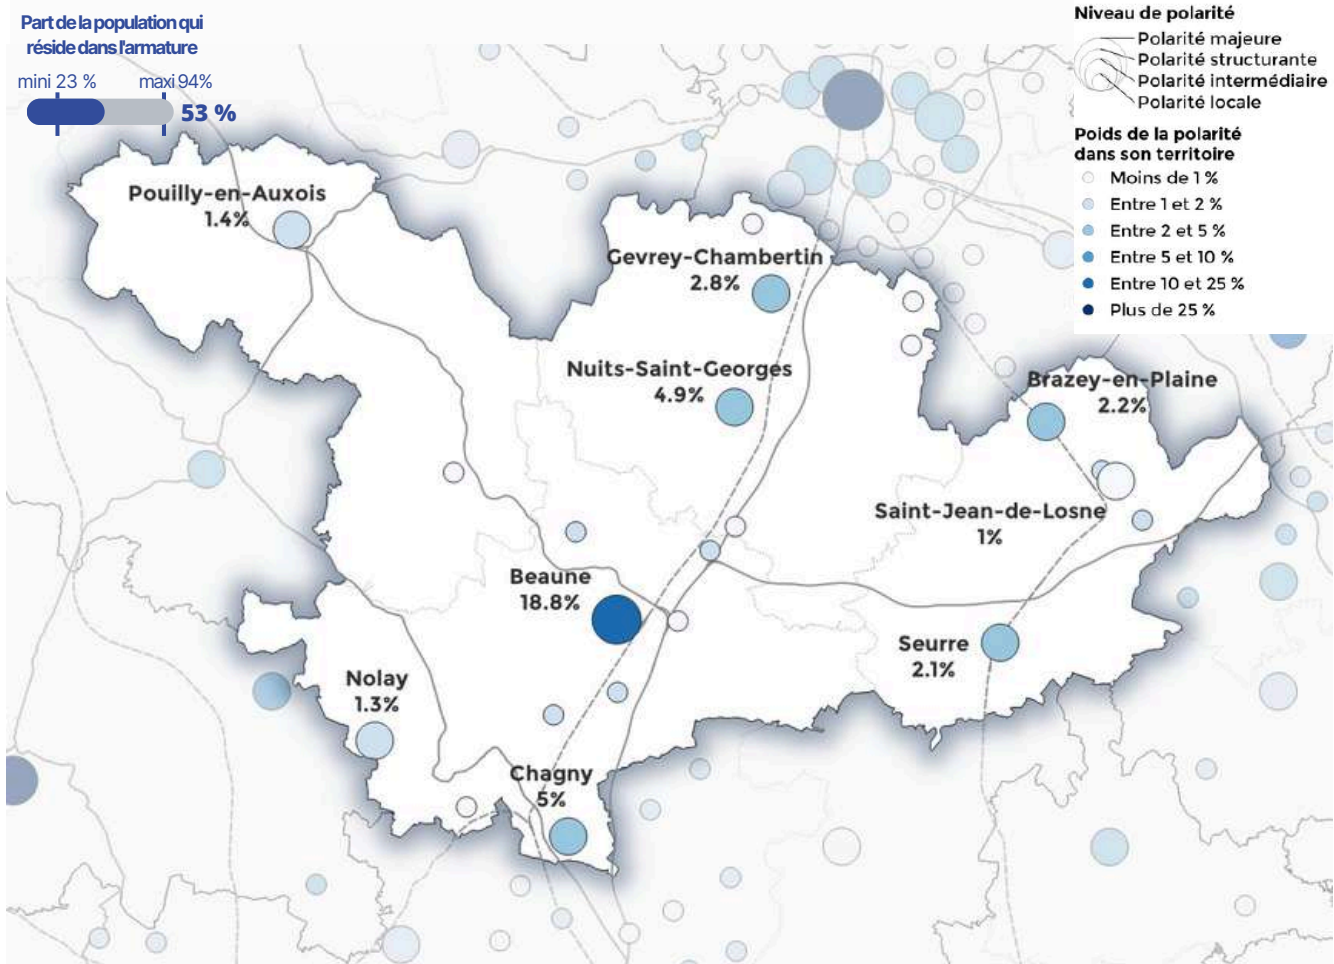 Part de la population qui
réside dans l'armature
mini 23 %
maxi 94%
53 %
Niveau de polarité
Polarité majeure
Polarité structurante
Polarité intermédiaire
Polarité locale
Poids de la polarité
dans son territoire
Moins de 1 %
Entre 1 et 2 %
Entre 2 et 5 %
Entre 5 et 10 %
Entre 10 et 25 %
Plus de 25 %
Pouilly-en-Auxois
1.4%
Gevrey-Chambertin
2.8%
Nuits-Saint-Georges
4.9%
Brazey-en-Plaine
2.2%
Saint-Jean-de-Losne
1%
Beaune
18.8%
Seurre
2.1%
Nolay
1.3%
Chagny
5%